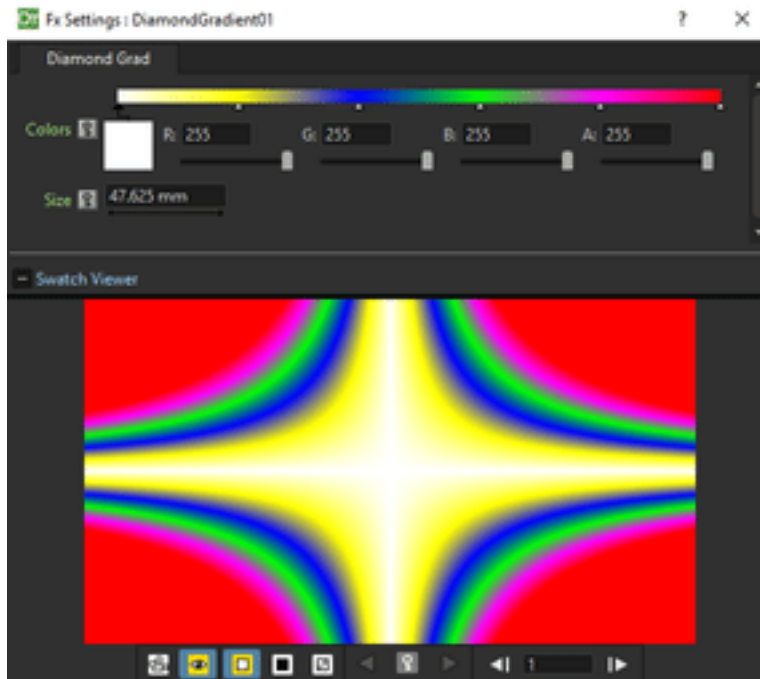 Fx Settings : DiamondGradient01
Diamond Grad
Colors R: 255 G: 255 B: 255 A: 255
Size 47.625 mm
Swatch Viewer
1